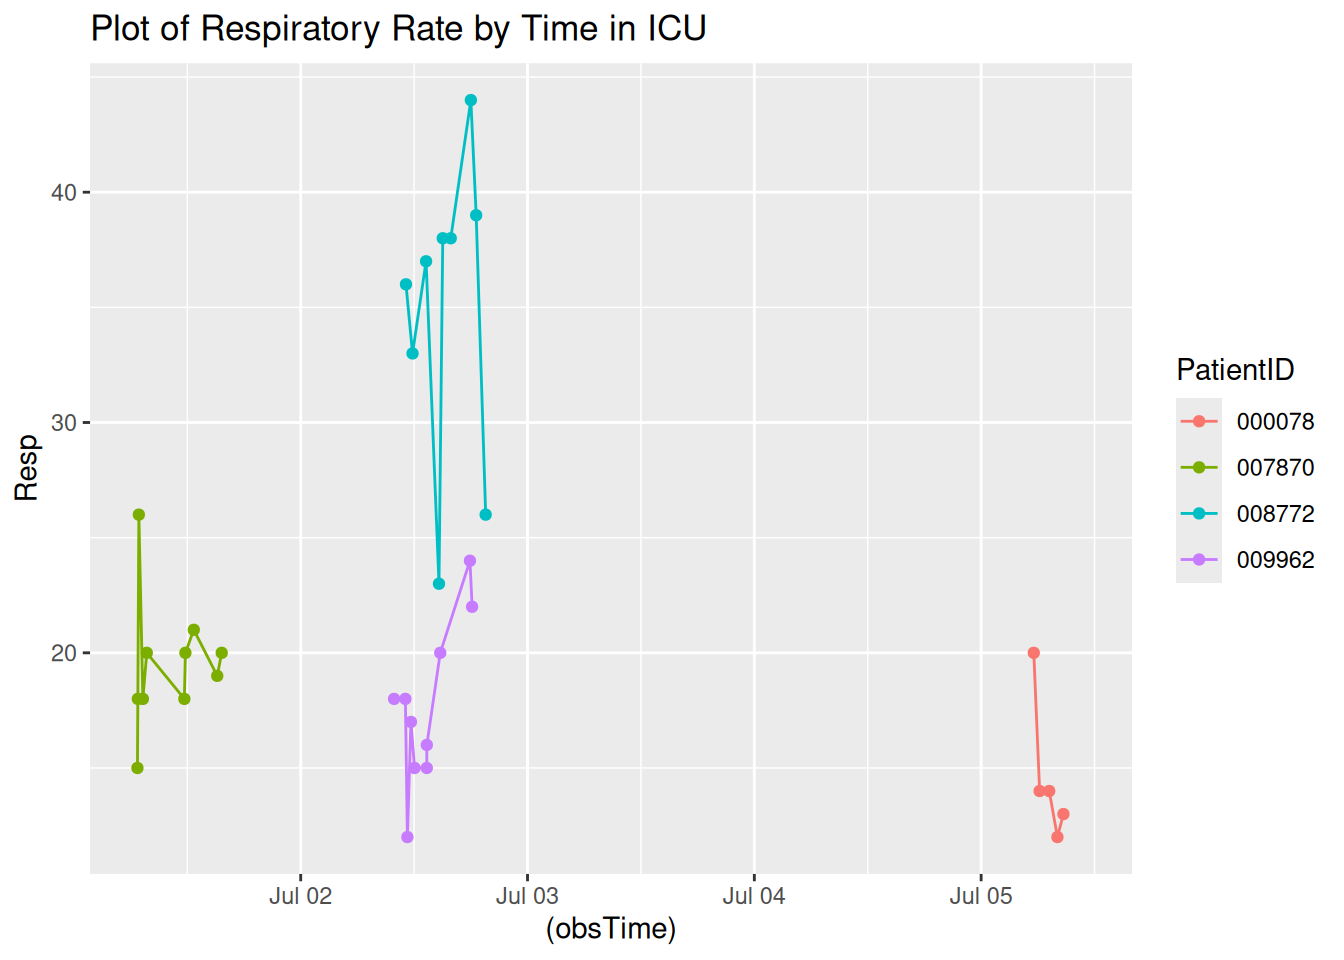 Plot of Respiratory Rate by Time in ICU
Resp
40
30
20
Jul 02
Jul 03
Jul 04
Jul 05
(obsTime)
PatientID
000078
007870
008772
009962